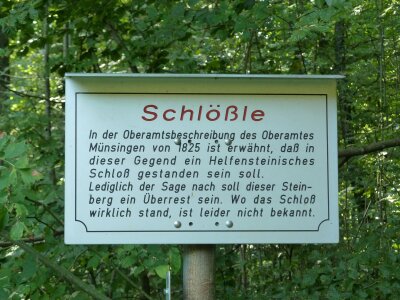 Schlößle
In der Oberamtsbeschreibung des Oberamtes
Münsingen von 1825 ist erwähnt, daß in
dieser Gegend ein Helfensteinisches
Schloß gestanden sein soll.
Lediglich der Sage nach soll dieser Stein-
berg ein Überrest sein. Wo das Schloß
wirklich stand, ist leider nicht bekannt.